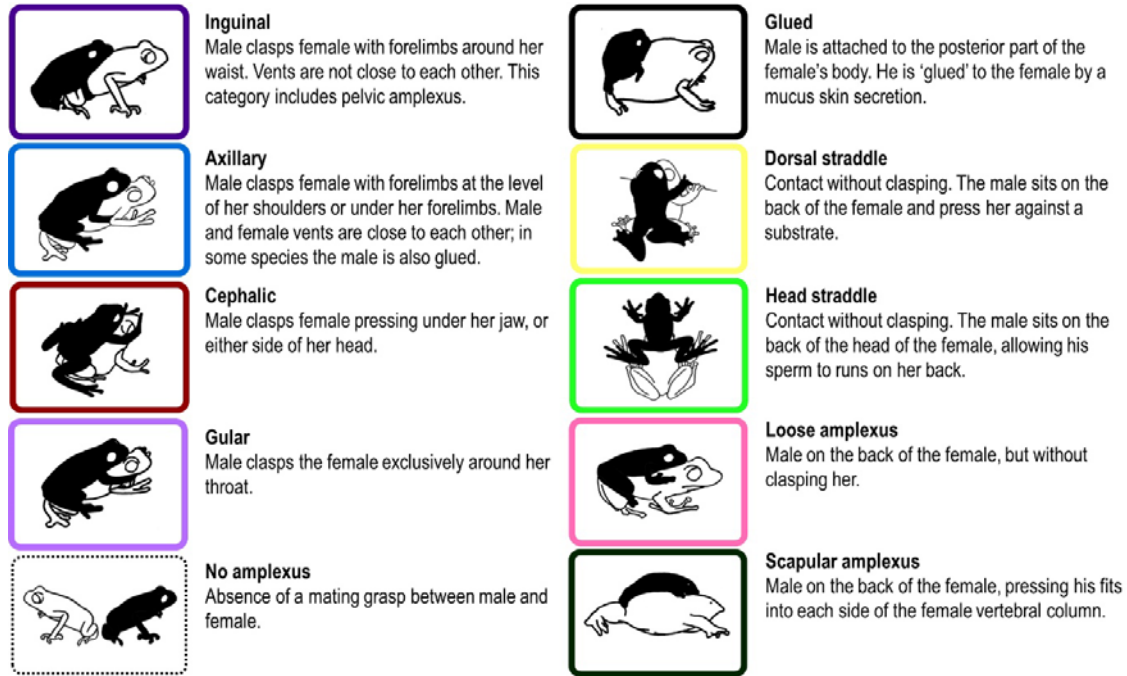 Inguinal
Male clasps female with forelimbs around her
waist. Vents are not close to each other. This
category includes pelvic amplexus.
Axillary
Male clasps female with forelimbs at the level
of her shoulders or under her forelimbs. Male
and female vents are close to each other; in
some species the male is also glued.
Cephalic
Male clasps female pressing under her jaw, or
either side of her head.
Gular
Male clasps the female exclusively around her
throat.
No amplexus
Absence of a mating grasp between male and
female.
Glued
Male is attached to the posterior part of the
female's body. He is 'glued' to the female by a
mucus skin secretion.
Dorsal straddle
Contact without clasping. The male sits on the
back of the female and press her against a
substrate.
Head straddle
Contact without clasping. The male sits on the
back of the head of the female, allowing his
sperm to runs on her back.
Loose amplexus
Male on the back of the female, but without
clasping her.
Scapular amplexus
Male on the back of the female, pressing his fits
into each side of the female vertebral column.